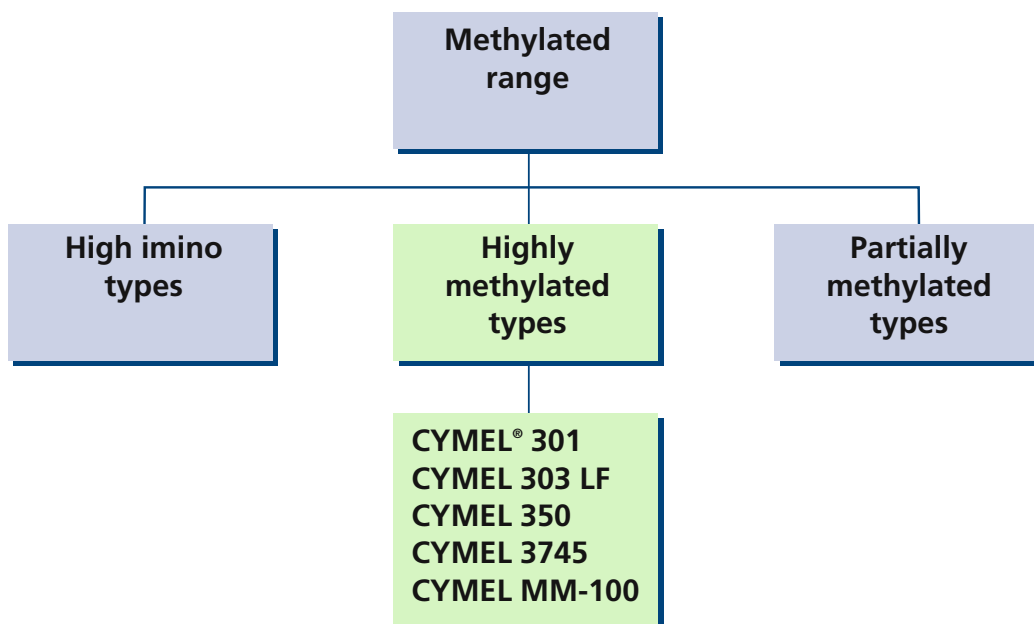 Methylated
range
High imino
types
Highly
methylated
types
Partially
methylated
types
CYMEL® 301
CYMEL 303 LF
CYMEL 350
CYMEL 3745
CYMEL MM-100